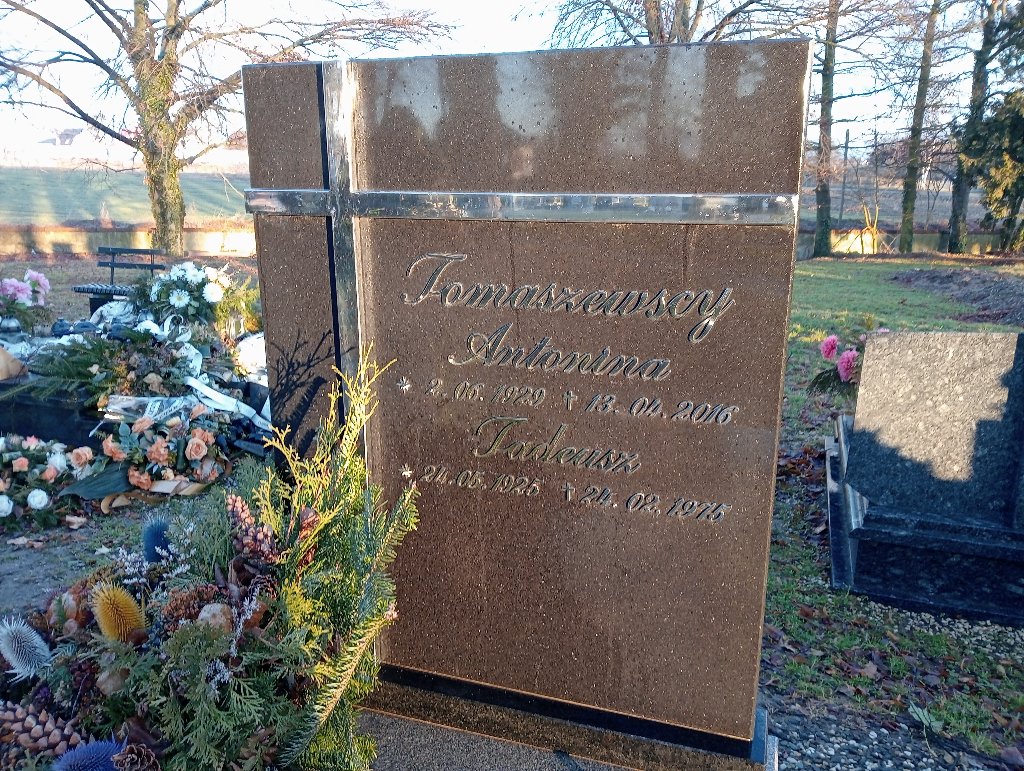 Tomaszewscy
Antonina
* 2. 06. 1929 † 13. 04. 2016
Tadeusz
* 24. 05. 1925 † 24. 02. 1975